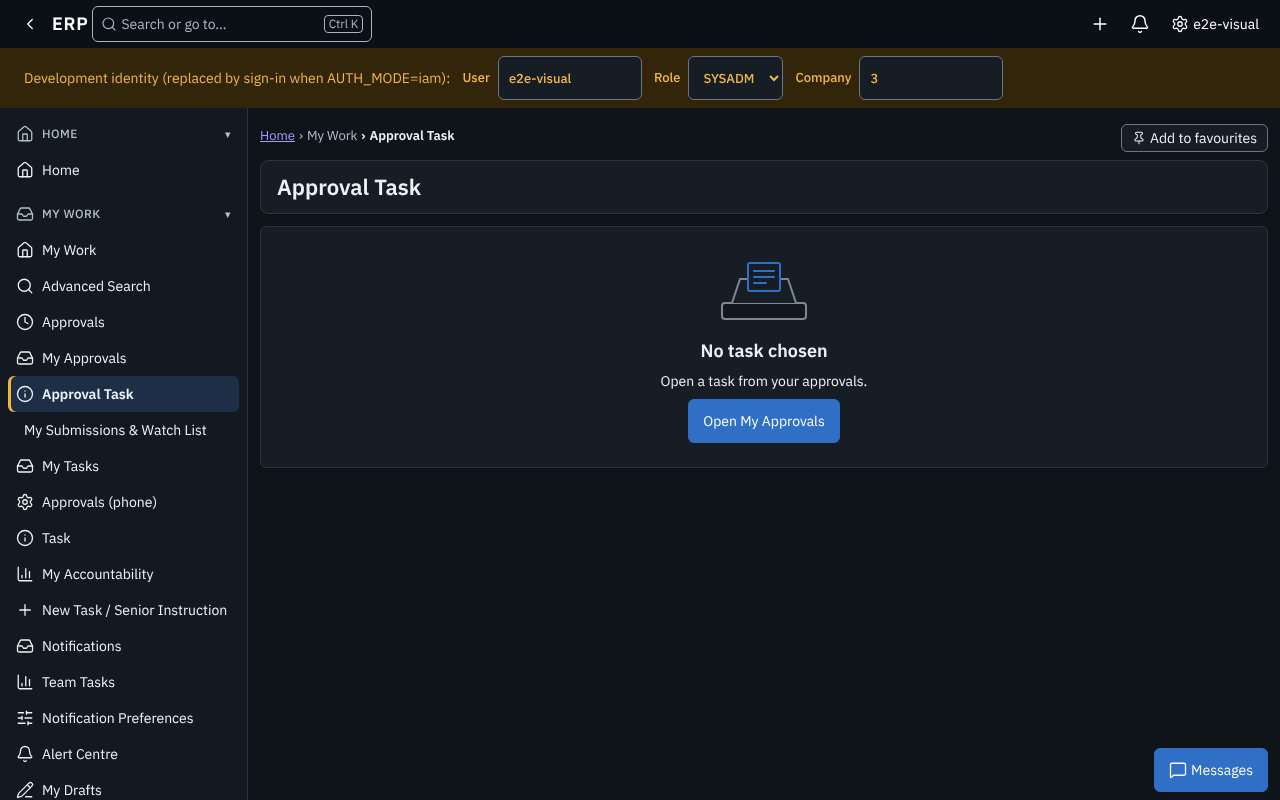 ERP
Search or go to...
Ctrl K
e2e-visual
Development identity (replaced by sign-in when AUTH_MODE=iam):
User
e2e-visual
Role
SYSADM
Company
3
HOME
Home
MY WORK
My Work
Advanced Search
Approvals
My Approvals
Approval Task
My Submissions & Watch List
My Tasks
Approvals (phone)
Task
My Accountability
New Task / Senior Instruction
Notifications
Team Tasks
Notification Preferences
Alert Centre
My Drafts
Home › My Work › Approval Task
Add to favourites
Approval Task
No task chosen
Open a task from your approvals.
Open My Approvals
Messages